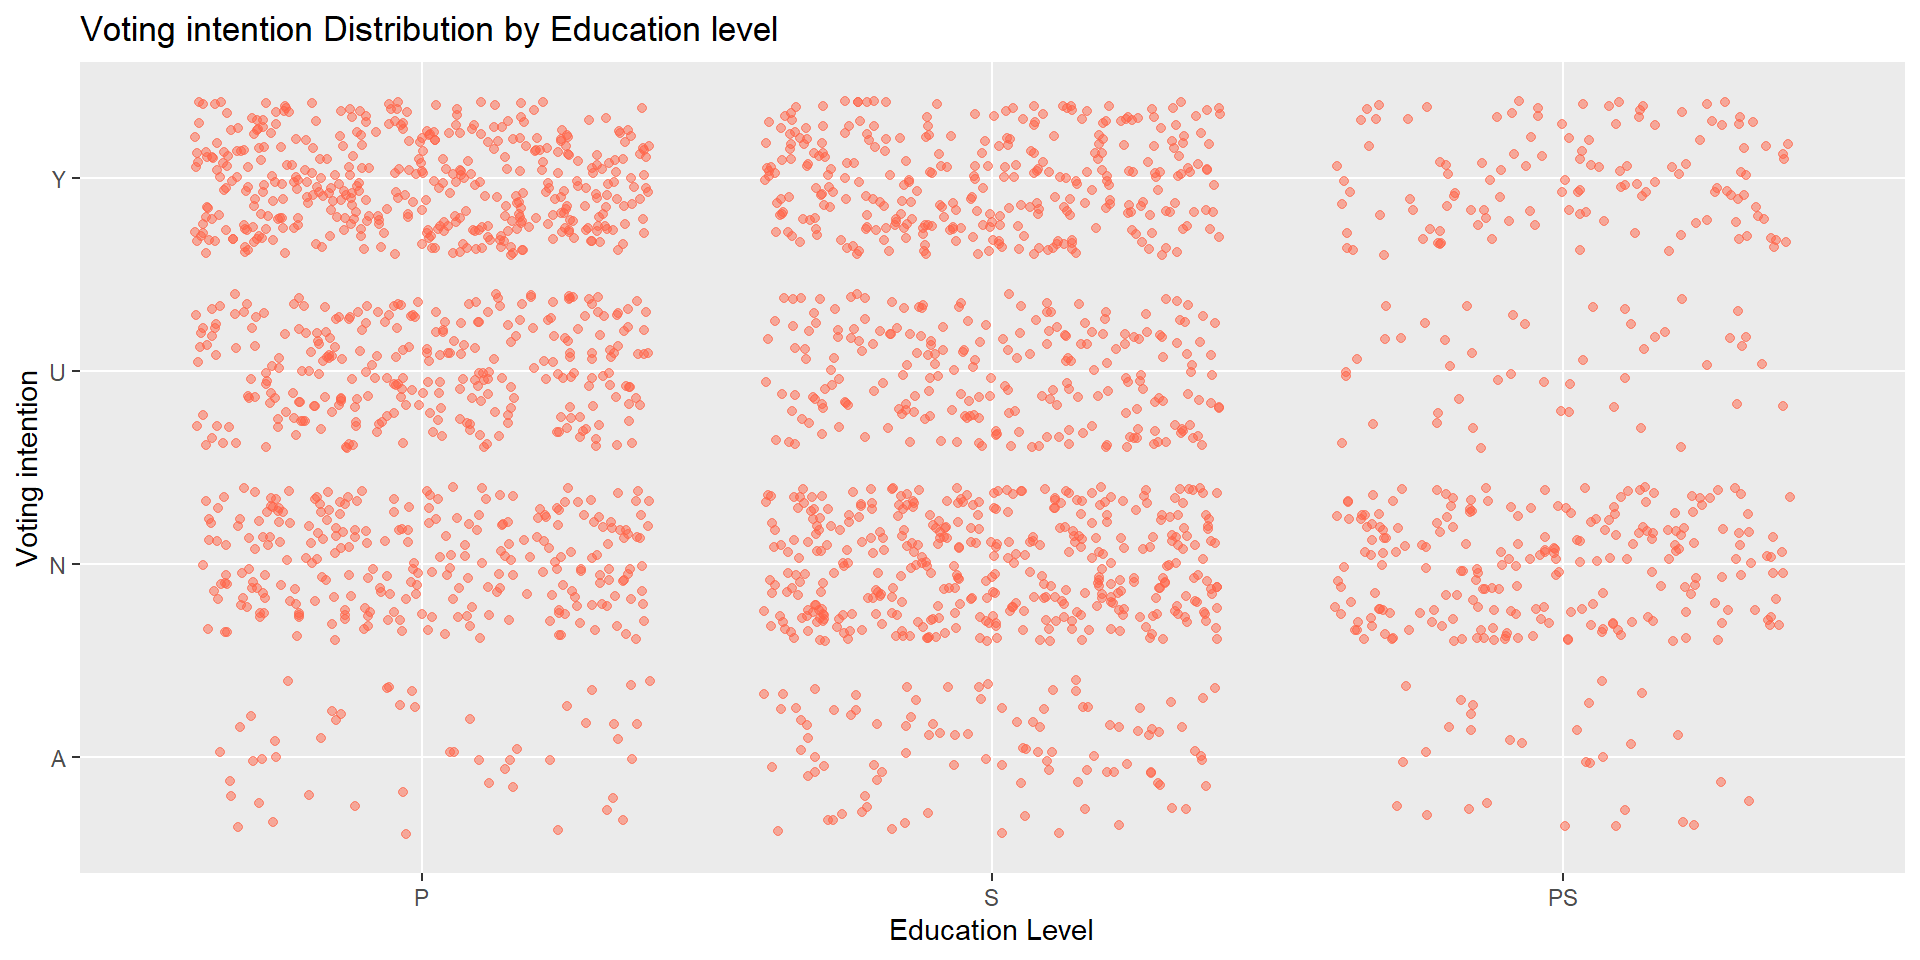 Voting intention Distribution by Education level
Voting intention
Y
U
N
A
P S PS
Education Level